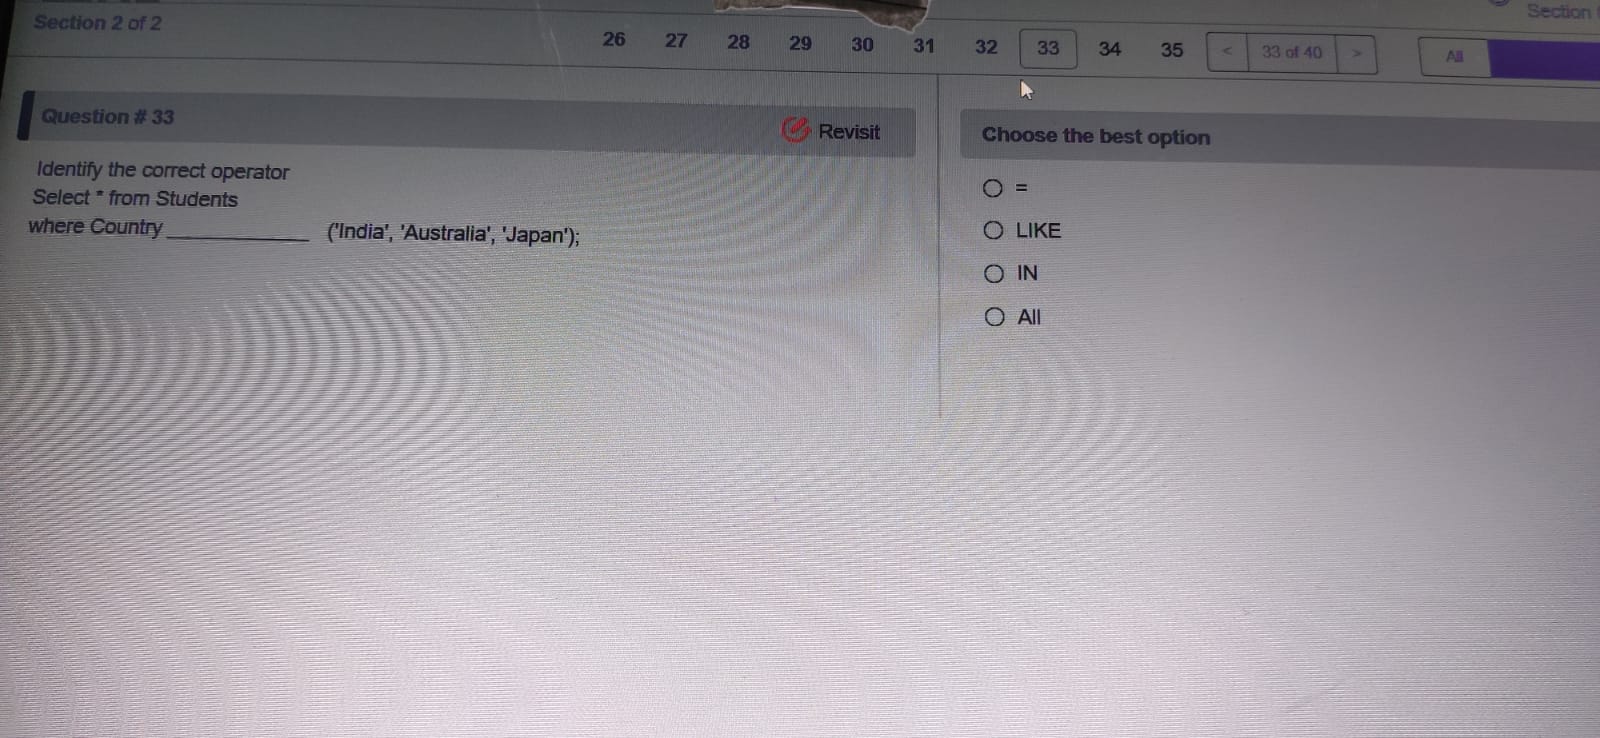 Section 2 of 2
Section
26 27 28 29 30 31 32 33 34 35 < 33 of 40 > All
Question # 33
Revisit
Identify the correct operator
Select * from Students
where Country ____________ ('India', 'Australia', 'Japan');
Choose the best option
=
LIKE
IN
All